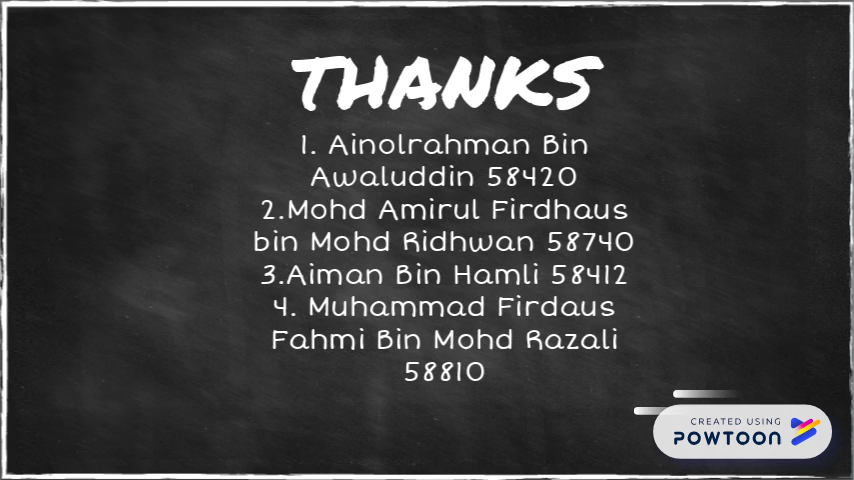 THANKS
1. Ainolrahman Bin
Awaluddin 58420
2.Mohd Amirul Firdhaus
bin Mohd Ridhwan 58740
3.Aiman Bin Hamli 58412
4. Muhammad Firdaus
Fahmi Bin Mohd Razali
58810
CREATED USING
POWTOON